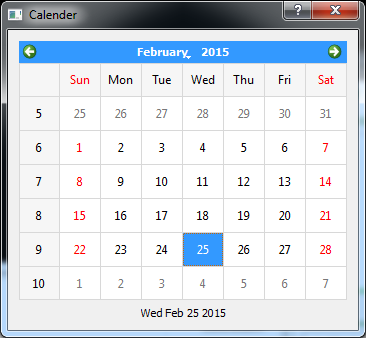 Calender
February 2015
Sun Mon Tue Wed Thu Fri Sat
5 25 26 27 28 29 30 31
6 1 2 3 4 5 6 7
7 8 9 10 11 12 13 14
8 15 16 17 18 19 20 21
9 22 23 24 25 26 27 28
10 1 2 3 4 5 6 7
Wed Feb 25 2015